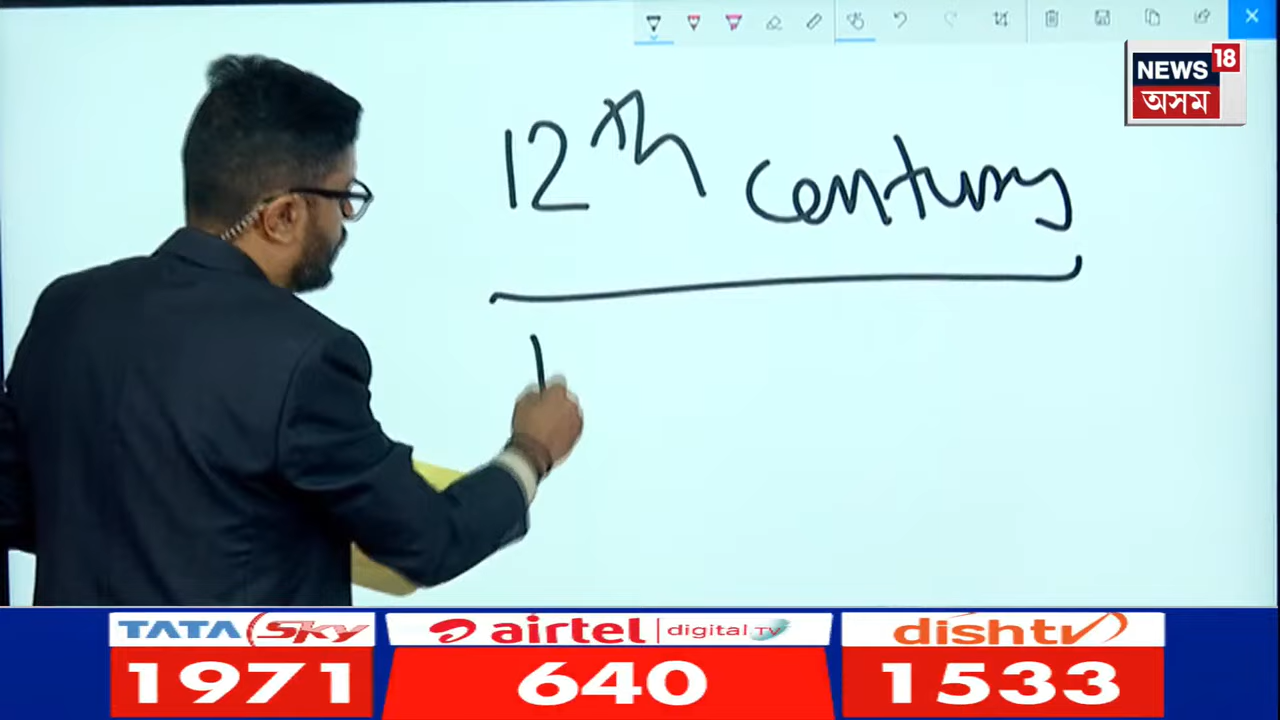 NEWS 18
অসম
12th century
TATA Sky
1971
airtel digital TV
640
dishtv
1533